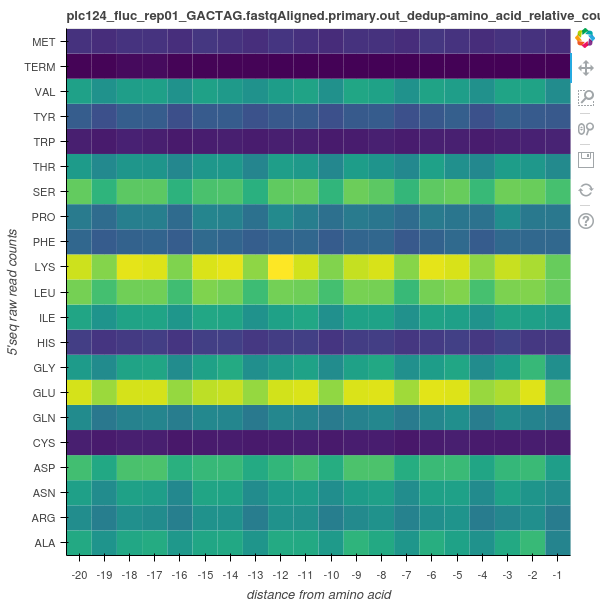 plc124_fluc_rep01_GACTAG.fastqAligned.primary.out_dedup-amino_acid_relative_cou
MET
TERM
VAL
TYR
TRP
THR
SER
PRO
PHE
LYS
LEU
ILE
HIS
GLY
GLU
GLN
CYS
ASP
ASN
ARG
ALA
5'seq raw read counts
-20 -19 -18 -17 -16 -15 -14 -13 -12 -11 -10 -9 -8 -7 -6 -5 -4 -3 -2 -1
distance from amino acid